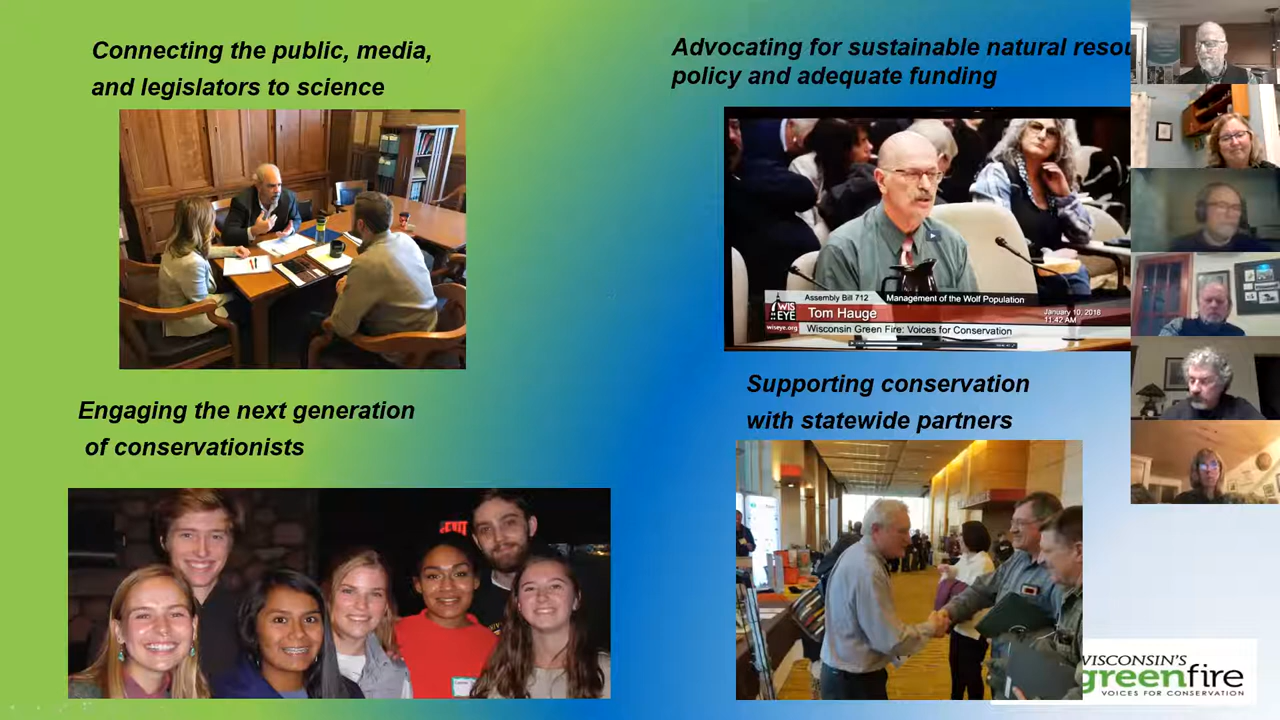 Connecting the public, media,
and legislators to science
Advocating for sustainable natural resou
policy and adequate funding
WIS
EYE
wiseye.org
Assembly Bill 712
Management of the Wolf Population
Tom Hauge
January 10, 2018
11:42 AM
Wisconsin Green Fire: Voices for Conservation
Engaging the next generation
of conservationists
EXIT
Supporting conservation
with statewide partners
WISCONSIN'S
greenfire
VOICES FOR CONSERVATION